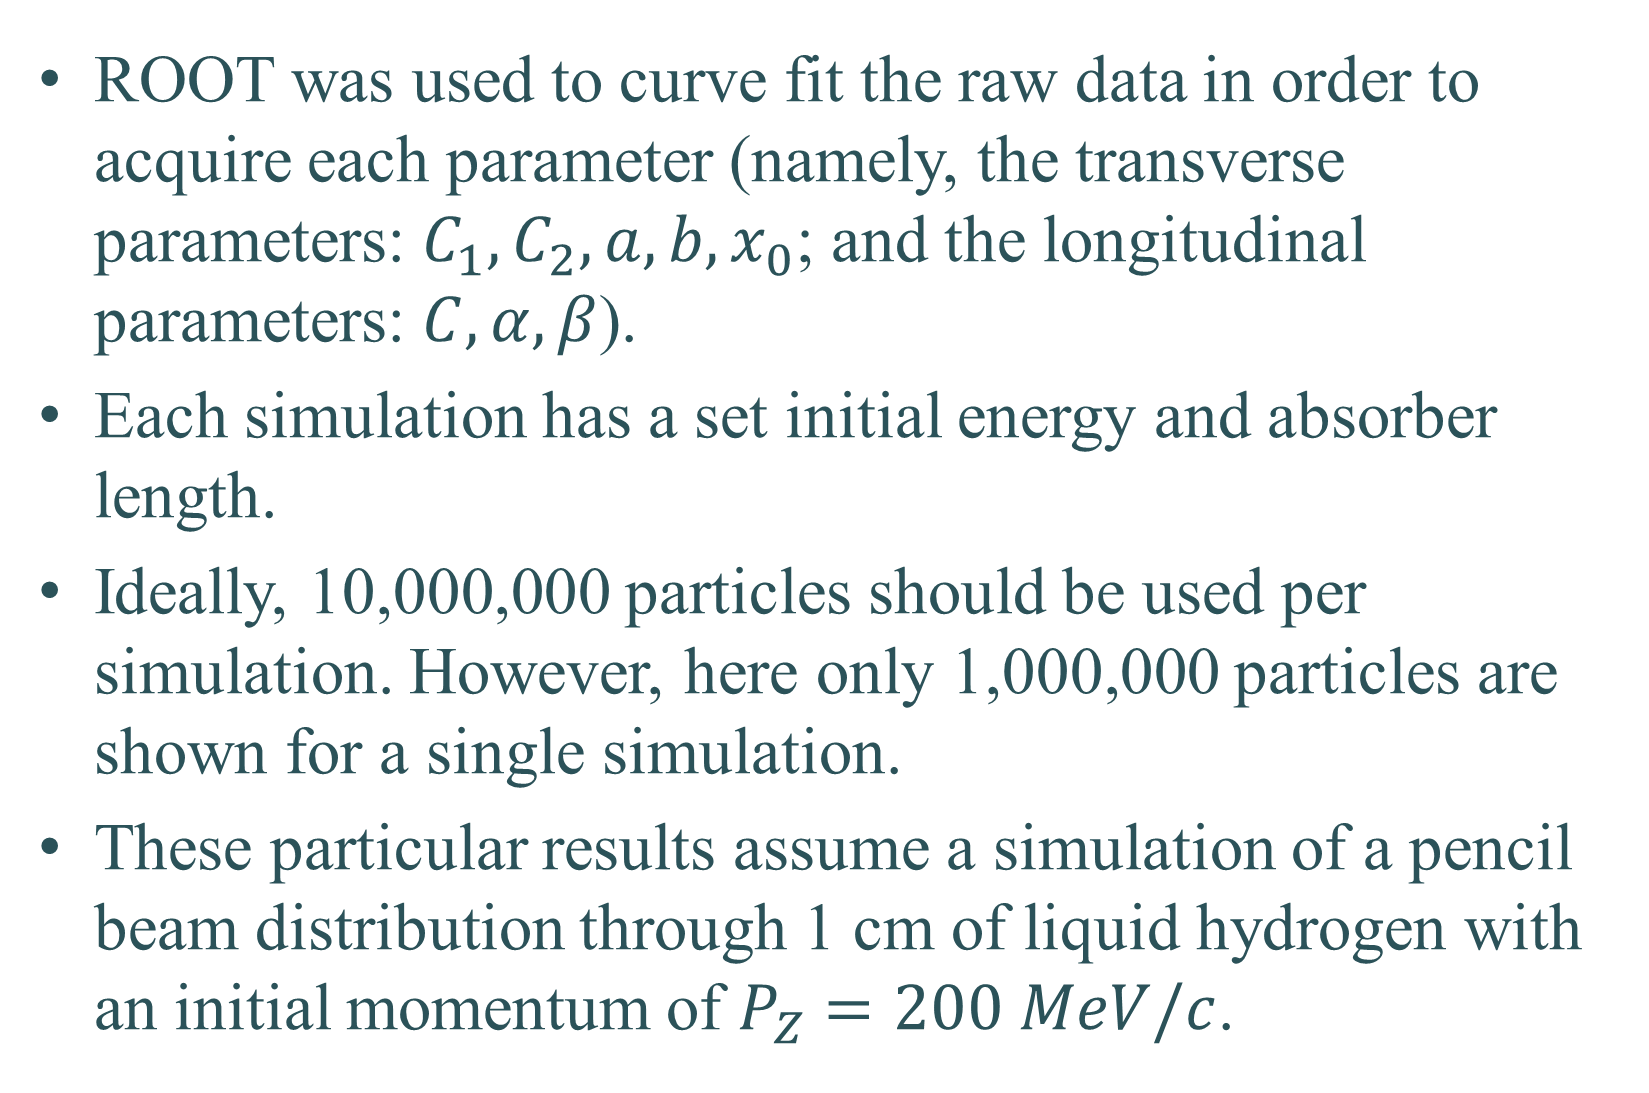 • ROOT was used to curve fit the raw data in order to
acquire each parameter (namely, the transverse
parameters: C₁, C₂, a, b, x₀; and the longitudinal
parameters: C, α, β).
• Each simulation has a set initial energy and absorber
length.
• Ideally, 10,000,000 particles should be used per
simulation. However, here only 1,000,000 particles are
shown for a single simulation.
• These particular results assume a simulation of a pencil
beam distribution through 1 cm of liquid hydrogen with
an initial momentum of P_Z = 200 MeV/c.